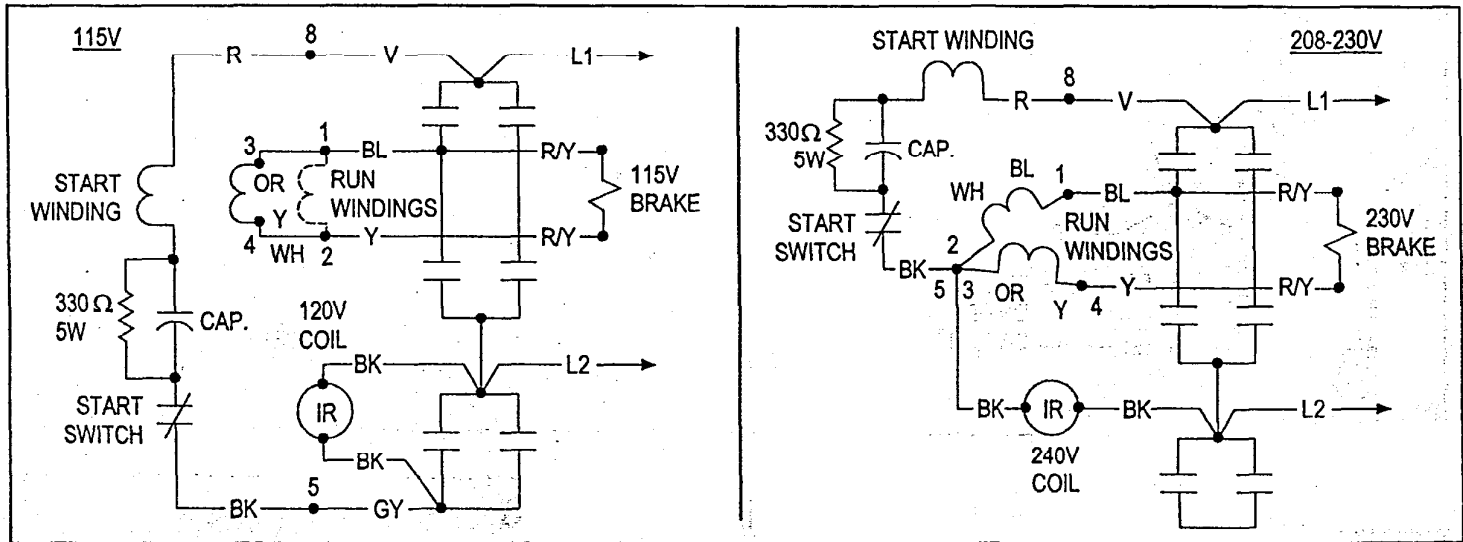 115V
R
8
V
L1
3
1
BL
R/Y
START
WINDING
OR
RUN
WINDINGS
115V
BRAKE
Y
4
WH
2
Y
R/Y
330Ω
5W
CAP.
120V
COIL
BK
L2
START
SWITCH
IR
BK
BK
5
GY
START WINDING
208-230V
R
8
V
L1
330Ω
5W
CAP.
BL
1
BL
R/Y
WH
START
SWITCH
RUN
WINDINGS
230V
BRAKE
2
BK
5
3
OR
Y
4
Y
R/Y
BK
IR
BK
L2
240V
COIL